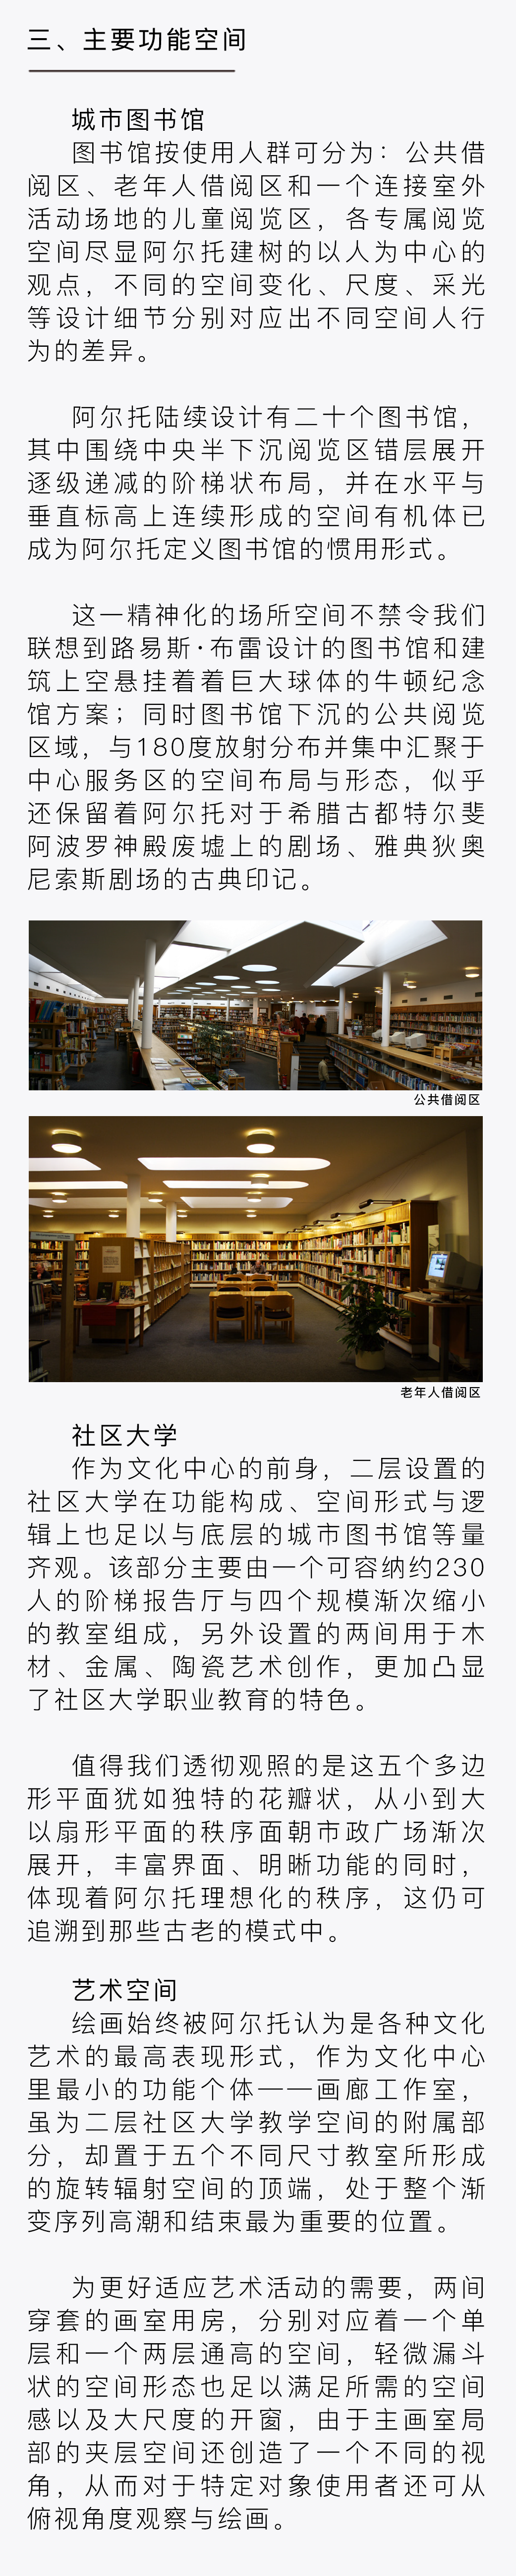 三、主要功能空间
城市图书馆
图书馆按使用人群可分为：公共借
阅区、老年人借阅区和一个连接室外
活动场地的儿童阅览区，各专属阅览
空间尽显阿尔托建树的以人为中心的
观点，不同的空间变化、尺度、采光
等设计细节分别对应出不同空间人行
为的差异。
阿尔托陆续设计有二十个图书馆，
其中围绕中央半下沉阅览区错层展开
逐级递减的阶梯状布局，并在水平与
垂直标高上连续形成的空间有机体已
成为阿尔托定义图书馆的惯用形式。
这一精神化的场所空间不禁令我们
联想到路易斯·布雷设计的图书馆和建
筑上空悬挂着着巨大球体的牛顿纪念
馆方案；同时图书馆下沉的公共阅览
区域，与180度放射分布并集中汇聚于
中心服务区的空间布局与形态，似乎
还保留着阿尔托对于希腊古都特尔斐
阿波罗神殿废墟上的剧场、雅典狄奥
尼索斯剧场的古典印记。
公共借阅区
老年人借阅区
社区大学
作为文化中心的前身，二层设置的
社区大学在功能构成、空间形式与逻
辑上也足以与底层的城市图书馆等量
齐观。该部分主要由一个可容纳约230
人的阶梯报告厅与四个规模渐次缩小
的教室组成，另外设置的两间用于木
材、金属、陶瓷艺术创作，更加凸显
了社区大学职业教育的特色。
值得我们透彻观照的是这五个多边
形平面犹如独特的花瓣状，从小到大
以扇形平面的秩序面朝市政广场渐次
展开，丰富界面、明晰功能的同时，
体现着阿尔托理想化的秩序，这仍可
追溯到那些古老的模式中。
艺术空间
绘画始终被阿尔托认为是各种文化
艺术的最高表现形式，作为文化中心
里最小的功能个体——画廊工作室，
虽为二层社区大学教学空间的附属部
分，却置于五个不同尺寸教室所形成
的旋转辐射空间的顶端，处于整个渐
变序列高潮和结束最为重要的位置。
为更好适应艺术活动的需要，两间
穿套的画室用房，分别对应着一个单
层和一个两层通高的空间，轻微漏斗
状的空间形态也足以满足所需的空间
感以及大尺度的开窗，由于主画室局
部的夹层空间还创造了一个不同的视
角，从而对于特定对象使用者还可从
俯视角度观察与绘画。